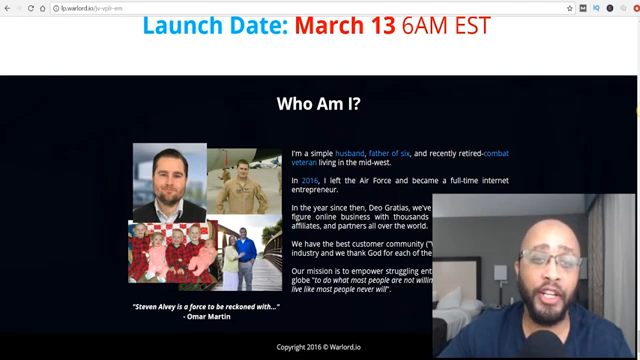 lp.warlord.io/jv-vplr-em
Launch Date: March 13 6AM EST
Who Am I?
I'm a simple husband, father of six, and recently retired-combat
veteran living in the mid-west.
In 2016, I left the Air Force and became a full-time internet
entrepreneur.
In the year since then, Deo Gratias, we've
figure online business with thousands
affiliates, and partners all over the world.
We have the best customer community ("
industry and we thank God for each of the
Our mission is to empower struggling
globe "to do what most people are not
live like most people never will".
"Steven Alvey is a force to be reckoned with..."
- Omar Martin
Copyright 2016 © Warlord.io